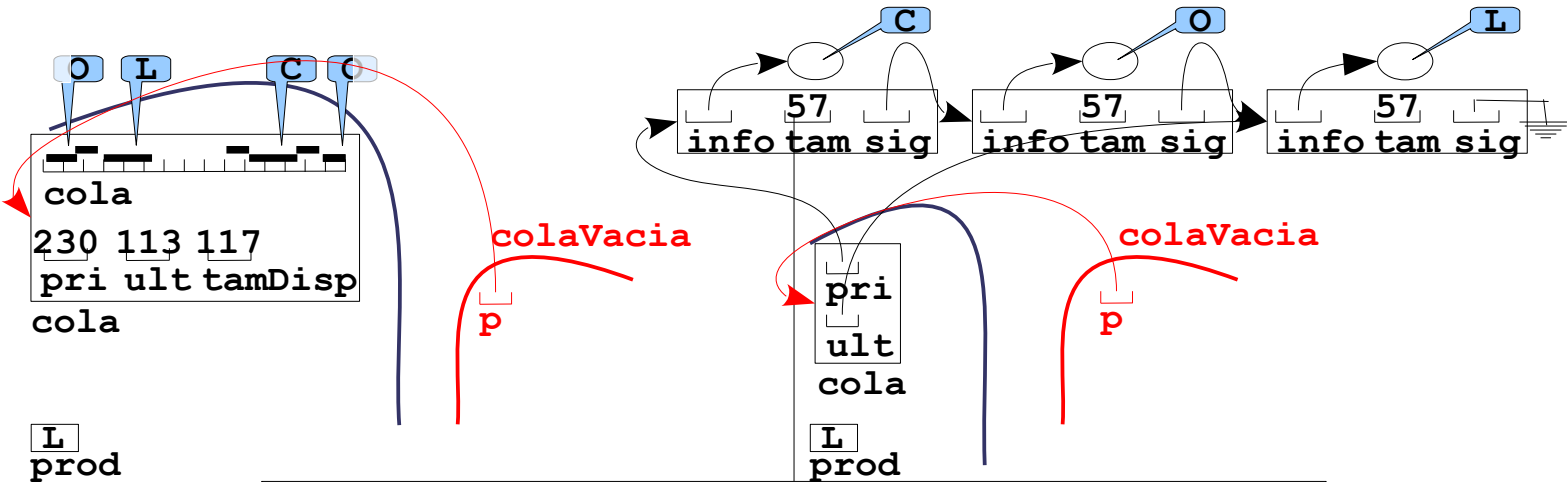 O L C O
cola
230 113 117
pri ult tamDisp
cola
colaVacia
p
L
prod
C O L
57 57 57
info tam sig info tam sig info tam sig
pri
ult
cola
colaVacia
p
L
prod